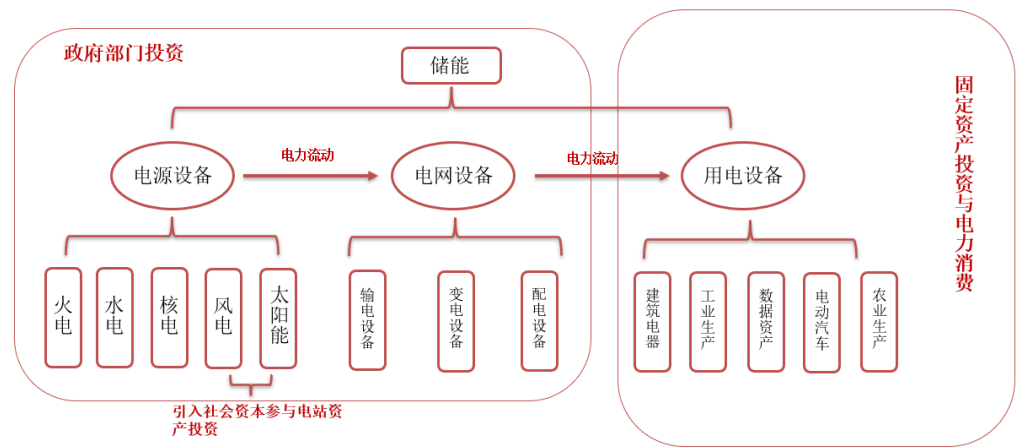 政府部门投资
储能
固定资产投资与电力消费
电力流动
电力流动
电源设备
电网设备
用电设备
火电
水电
核电
风电
太阳能
输电设备
变电设备
配电设备
建筑电器
工业生产
数据资产
电动汽车
农业生产
引入社会资本参与电站资
产投资